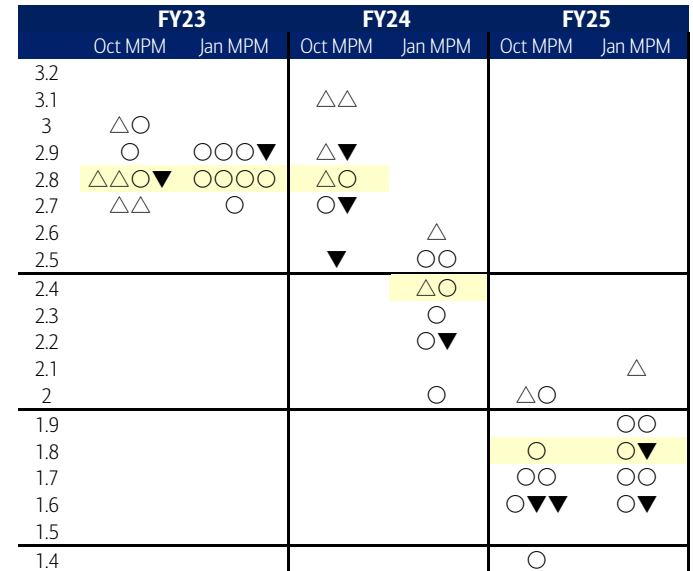 FY23 FY24 FY25
Oct MPM Jan MPM Oct MPM Jan MPM Oct MPM Jan MPM
3.2
3.1 △△
3 △○
2.9 ○ ○○○▼ △▼
2.8 △△○▼ ○○○○ △○
2.7 △△ ○ ○▼
2.6 △
2.5 ▼ ○○
2.4 △○
2.3 ○
2.2 ○▼
2.1 △
2 ○ △○
1.9 ○○
1.8 ○ ○▼
1.7 ○○ ○○
1.6 ○▼▼ ○▼
1.5
1.4 ○